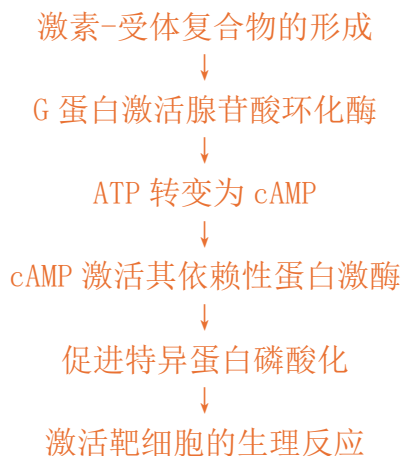 激素-受体复合物的形成
↓
G 蛋白激活腺苷酸环化酶
↓
ATP 转变为 cAMP
↓
cAMP 激活其依赖性蛋白激酶
↓
促进特异蛋白磷酸化
↓
激活靶细胞的生理反应